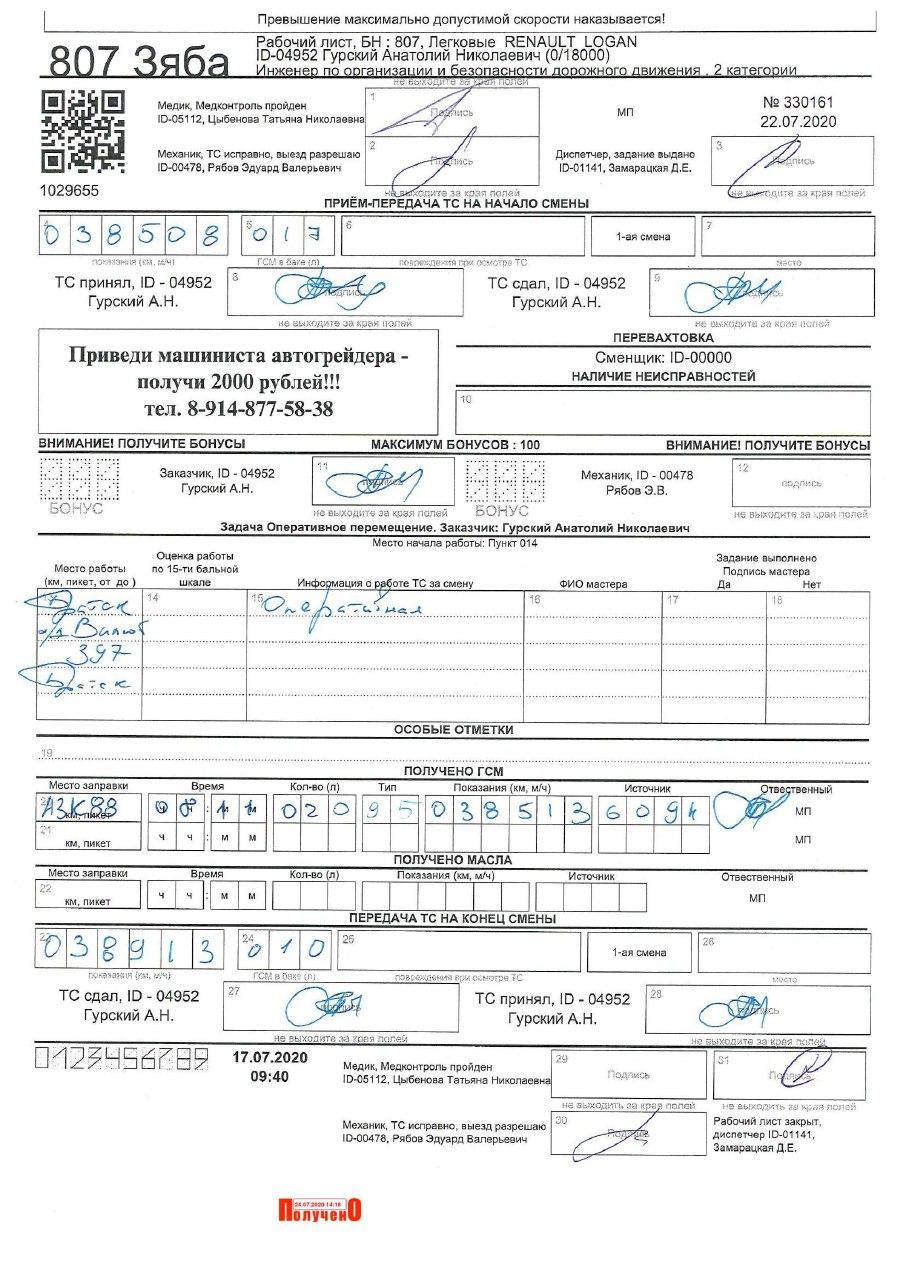 Превышение максимально допустимой скорости наказывается!
807 Зяба
Рабочий лист, БН : 807, Легковые RENAULT LOGAN
ID-04952 Гурский Анатолий Николаевич (0/18000)
Инженер по организации и безопасности дорожного движения , 2 категории
не выходите за края полей
Медик, Медконтроль пройден
ID-05112, Цыбенова Татьяна Николаевна
1
Подпись
МП
№ 330161
22.07.2020
Механик, ТС исправно, выезд разрешаю
ID-00478, Рябов Эдуард Валерьевич
2
Подпись
Диспетчер, задание выдано
ID-01141, Замарацкая Д.Е.
3
Подпись
1029655
не выходите за края полей
не выходите за края полей
ПРИЁМ-ПЕРЕДАЧА ТС НА НАЧАЛО СМЕНЫ
038508
5
017
6
1-ая смена
7
показания (км, м/ч)
ГСМ в баке (л)
повреждения при осмотре ТС
место
ТС принял, ID - 04952
Гурский А.Н.
8
подпись
ТС сдал, ID - 04952
Гурский А.Н.
9
подпись
не выходите за края полей
не выходите за края полей
Приведи машиниста автогрейдера -
получи 2000 рублей!!!
тел. 8-914-877-58-38
ПЕРЕВАХТОВКА
Сменщик: ID-00000
НАЛИЧИЕ НЕИСПРАВНОСТЕЙ
10
ВНИМАНИЕ! ПОЛУЧИТЕ БОНУСЫ
МАКСИМУМ БОНУСОВ : 100
ВНИМАНИЕ! ПОЛУЧИТЕ БОНУСЫ
БОНУС
Заказчик, ID - 04952
Гурский А.Н.
11
подпись
БОНУС
Механик, ID - 00478
Рябов Э.В.
12
подпись
не выходите за края полей
не выходите за края полей
Задача Оперативное перемещение. Заказчик: Гурский Анатолий Николаевич
Место начала работы: Пункт 014
Место работы
(км, пикет, от до )
Оценка работы
по 15-ти бальной
шкале
Информация о работе ТС за смену
ФИО мастера
Задание выполнено
Подпись мастера
Да Нет
Братск
14
15
Оперативная
16
17
18
а/д Вилюй
397
Братск
ОСОБЫЕ ОТМЕТКИ
19
ПОЛУЧЕНО ГСМ
Место заправки
Время
Кол-во (л)
Тип
Показания (км, м/ч)
Источник
Отвественный
АЗК88
км, пикет
020
95
038513
МП
21
км, пикет
ч ч : м м
МП
ПОЛУЧЕНО МАСЛА
Место заправки
Время
Кол-во (л)
Показания (км, м/ч)
Источник
Отвественный
22
км, пикет
ч ч : м м
МП
ПЕРЕДАЧА ТС НА КОНЕЦ СМЕНЫ
23
038913
24
010
25
1-ая смена
26
показания (км, м/ч)
ГСМ в баке (л)
повреждения при осмотре ТС
место
ТС сдал, ID - 04952
Гурский А.Н.
27
подпись
ТС принял, ID - 04952
Гурский А.Н.
28
подпись
не выходите за края полей
не выходите за края полей
0123456789
17.07.2020
09:40
Медик, Медконтроль пройден
ID-05112, Цыбенова Татьяна Николаевна
29
Подпись
31
Подпись
не выходить за края полей
не выходите за края полей
Механик, ТС исправно, выезд разрешаю
ID-00478, Рябов Эдуард Валерьевич
30
Подпись
Рабочий лист закрыт,
диспетчер ID-01141,
Замарацкая Д.Е.
24.07.2020 14:18
ПолученО